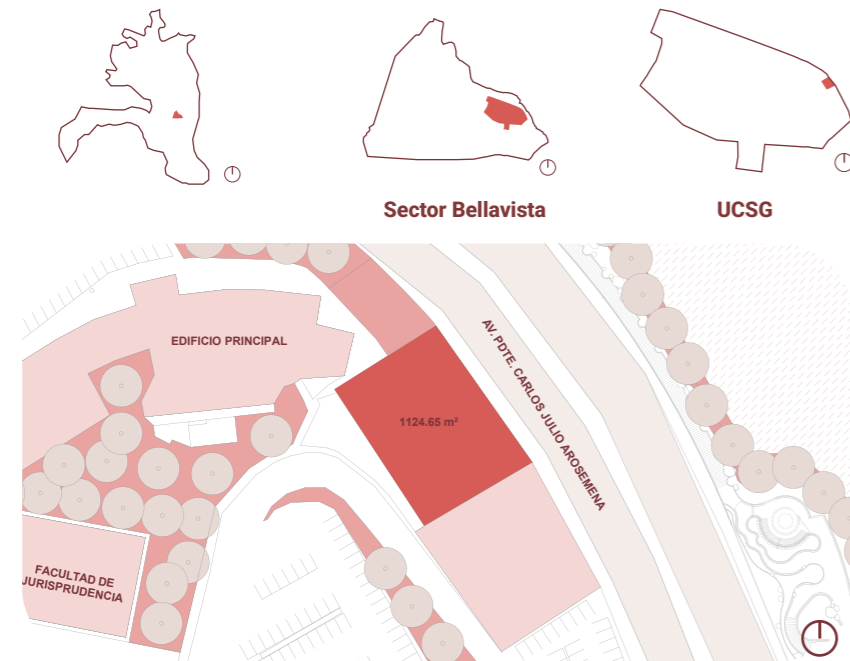 Sector Bellavista
UCSG
EDIFICIO PRINCIPAL
AV. PDTE. CARLOS JULIO AROSEMENA
1124.65 m²
FACULTAD DE
JURISPRUDENCIA